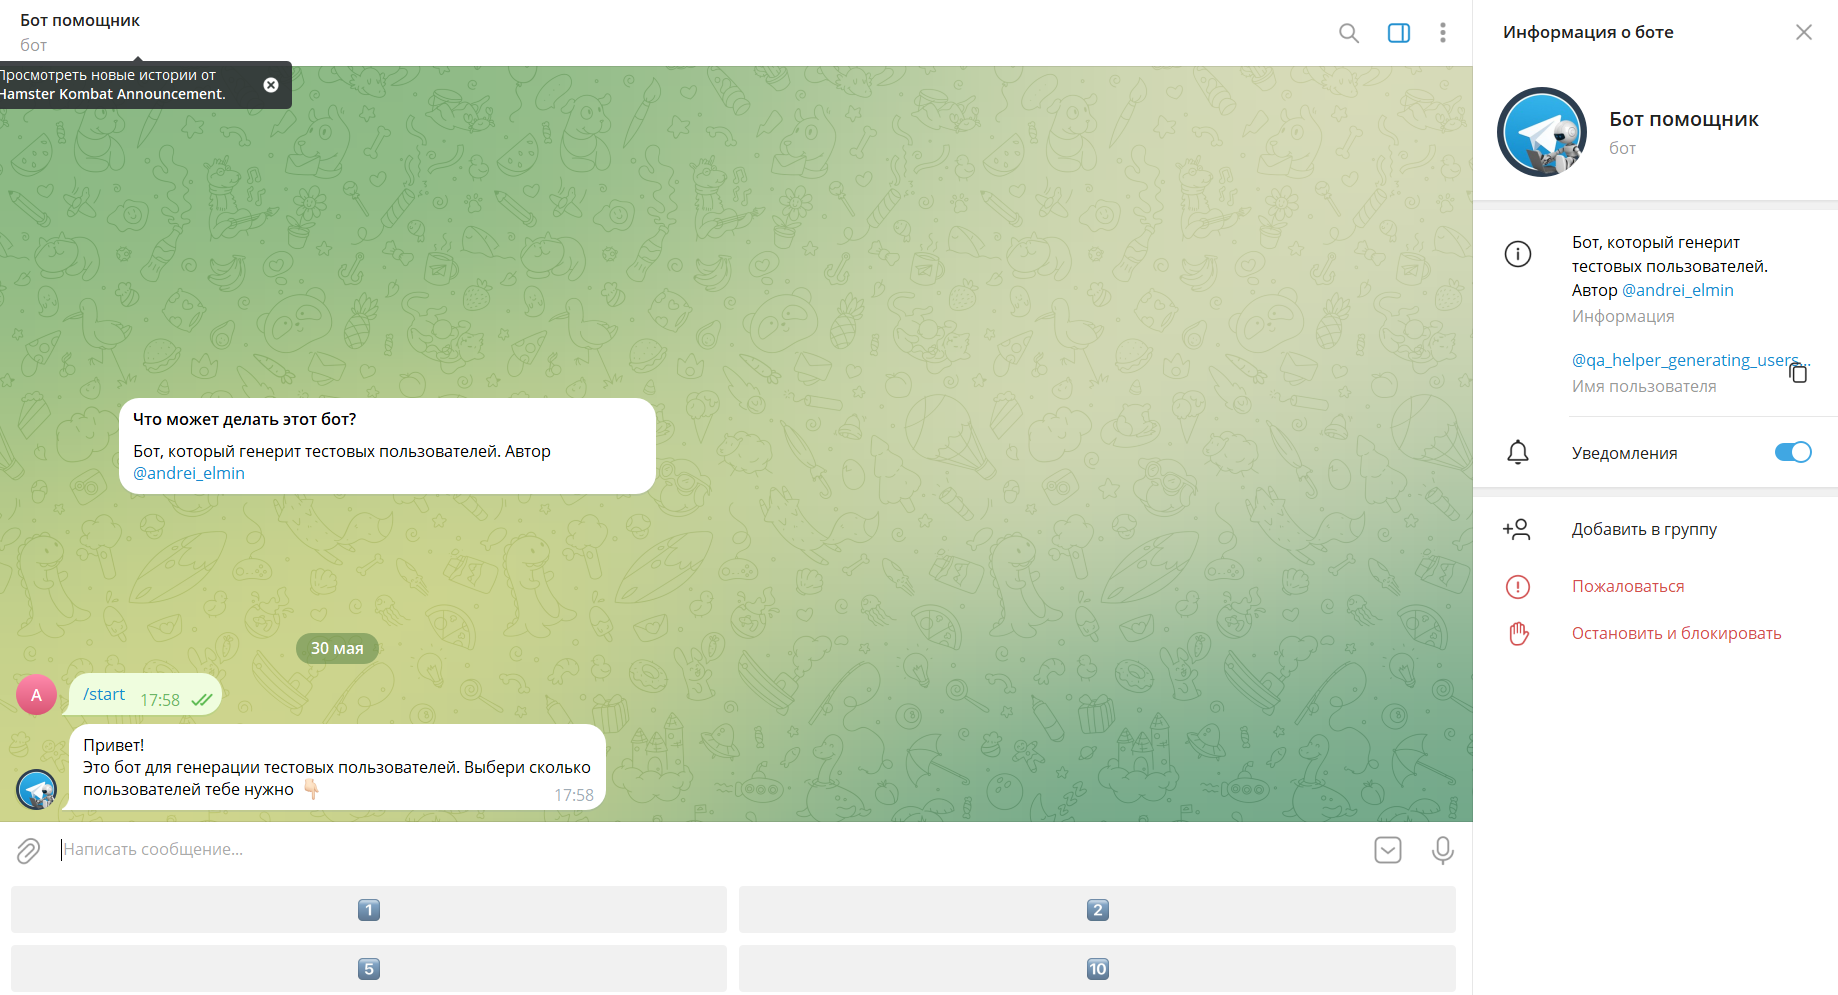 Бот помощник
бот
Просмотреть новые истории от
Hamster Kombat Announcement.
Что может делать этот бот?
Бот, который генерит тестовых пользователей. Автор
@andrei_elmin
30 мая
A
/start 17:58
Привет!
Это бот для генерации тестовых пользователей. Выбери сколько
пользователей тебе нужно 👇🏻
17:58
Написать сообщение...
1
2
5
10
Информация о боте
Бот помощник
бот
Бот, который генерит
тестовых пользователей.
Автор @andrei_elmin
Информация
@qa_helper_generating_users...
Имя пользователя
Уведомления
Добавить в группу
Пожаловаться
Остановить и блокировать